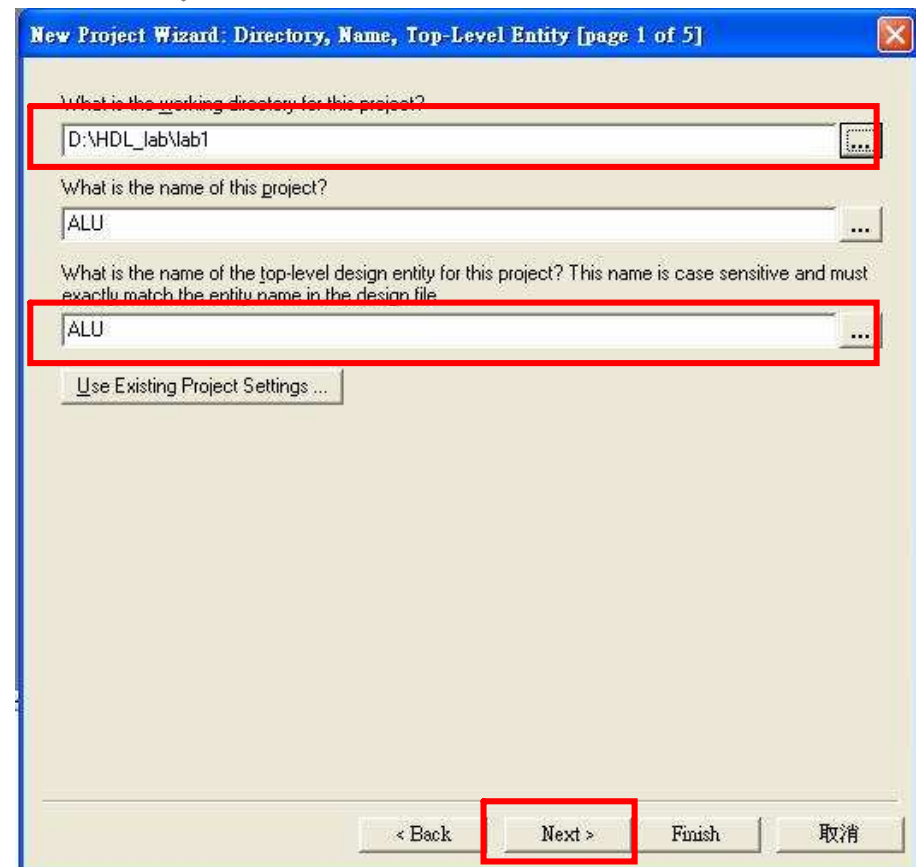 New Project Wizard: Directory, Name, Top-Level Entity [page 1 of 5]
What is the working directory for this project?
D:\HDL_lab\lab1
...
What is the name of this project?
ALU
...
What is the name of the top-level design entity for this project? This name is case sensitive and must
exactly match the entity name in the design file.
ALU
...
Use Existing Project Settings ...
< Back
Next >
Finish
取消